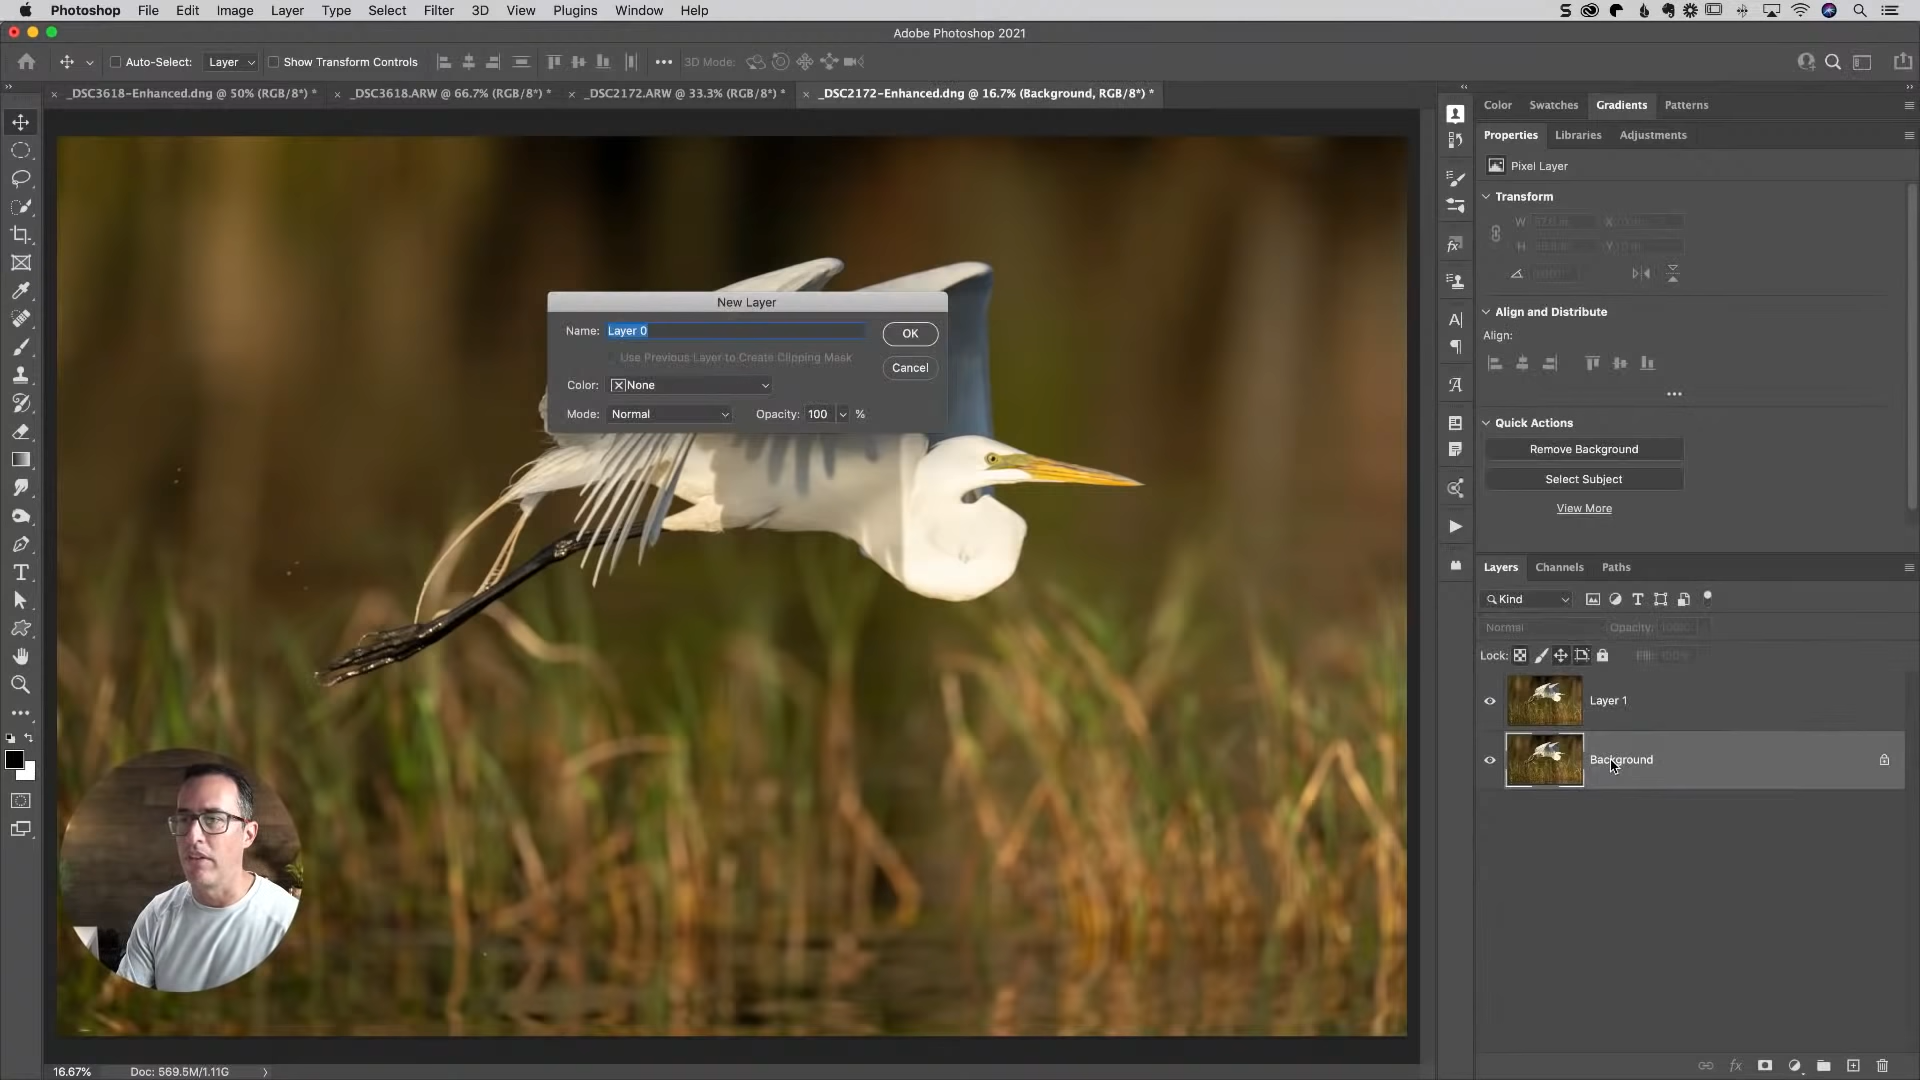 Photoshop File Edit Image Layer Type Select Filter 3D View Plugins Window Help
Adobe Photoshop 2021
Auto-Select: Layer Show Transform Controls 3D Mode:
_DSC3618-Enhanced.dng @ 50% (RGB/8*) * _DSC3618.ARW @ 66.7% (RGB/8*) * _DSC2172.ARW @ 33.3% (RGB/8*) * _DSC2172-Enhanced.dng @ 16.7% (Background, RGB/8*) *
Color Swatches Gradients Patterns
Properties Libraries Adjustments
Pixel Layer
Transform
W X
H Y
Align and Distribute
Align:
Quick Actions
Remove Background
Select Subject
View More
New Layer
Name: Layer 0 OK
Use Previous Layer to Create Clipping Mask
Cancel
Color: None
Mode: Normal Opacity: 100 %
Layers Channels Paths
Kind
Normal Opacity: 100%
Lock: Fill: 100%
Layer 1
Background
16.67% Doc: 569.5M/1.11G